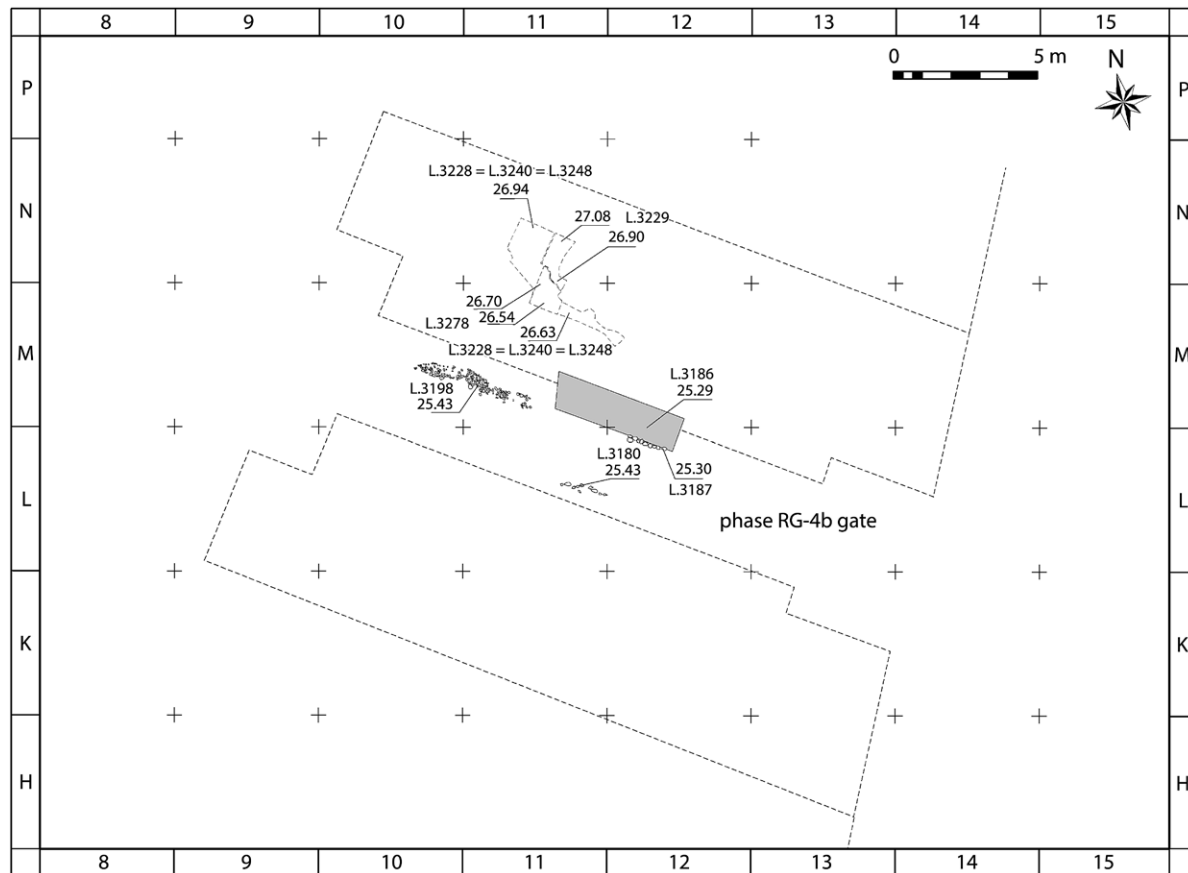 8 9 10 11 12 13 14 15
0 5 m
N
P P
L.3228 = L.3240 = L.3248
26.94
N N
27.08 L.3229
26.90
26.70
26.54
L.3278
26.63
L.3228 = L.3240 = L.3248
M M
L.3186
25.29
L.3198
25.43
L.3180
25.43
25.30
L.3187
L L
phase RG-4b gate
K K
H H
8 9 10 11 12 13 14 15